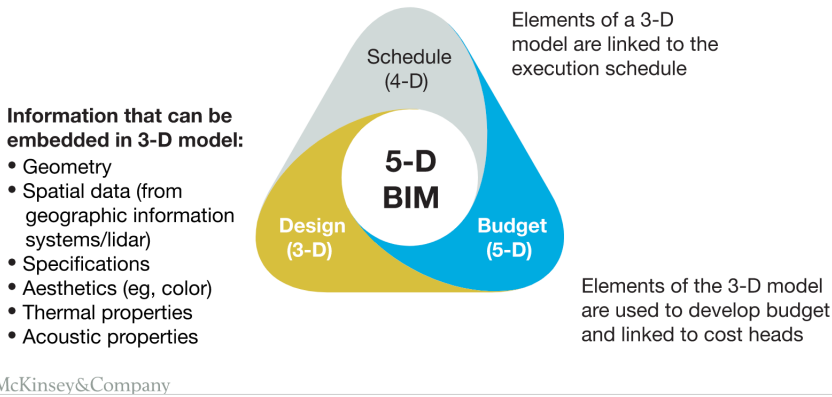 Elements of a 3-D
model are linked to the
execution schedule
Schedule
(4-D)
Information that can be
embedded in 3-D model:
• Geometry
• Spatial data (from
geographic information
systems/lidar)
• Specifications
• Aesthetics (eg, color)
• Thermal properties
• Acoustic properties
5-D
BIM
Design
(3-D)
Budget
(5-D)
Elements of the 3-D model
are used to develop budget
and linked to cost heads
McKinsey&Company